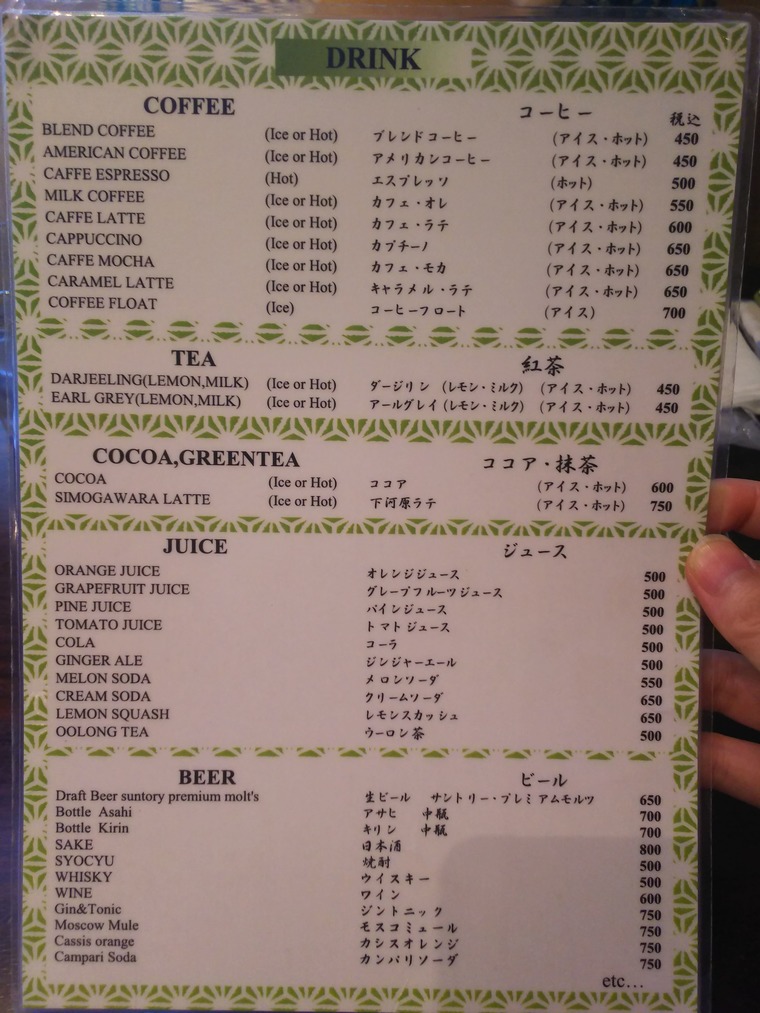 DRINK
COFFEE コーヒー 税込
BLEND COFFEE (Ice or Hot) ブレンドコーヒー (アイス・ホット) 450
AMERICAN COFFEE (Ice or Hot) アメリカンコーヒー (アイス・ホット) 450
CAFFE ESPRESSO (Hot) エスプレッソ (ホット) 500
MILK COFFEE (Ice or Hot) カフェ・オレ (アイス・ホット) 550
CAFFE LATTE (Ice or Hot) カフェ・ラテ (アイス・ホット) 600
CAPPUCCINO (Ice or Hot) カプチーノ (アイス・ホット) 650
CAFFE MOCHA (Ice or Hot) カフェ・モカ (アイス・ホット) 650
CARAMEL LATTE (Ice or Hot) キャラメル・ラテ (アイス・ホット) 650
COFFEE FLOAT (Ice) コーヒーフロート (アイス) 700
TEA 紅茶
DARJEELING(LEMON,MILK) (Ice or Hot) ダージリン (レモン・ミルク) (アイス・ホット) 450
EARL GREY(LEMON,MILK) (Ice or Hot) アールグレイ(レモン・ミルク) (アイス・ホット) 450
COCOA,GREENTEA ココア・抹茶
COCOA (Ice or Hot) ココア (アイス・ホット) 600
SIMOGAWARA LATTE (Ice or Hot) 下河原ラテ (アイス・ホット) 750
JUICE ジュース
ORANGE JUICE オレンジジュース 500
GRAPEFRUIT JUICE グレープフルーツジュース 500
PINE JUICE パインジュース 500
TOMATO JUICE トマトジュース 500
COLA コーラ 500
GINGER ALE ジンジャーエール 500
MELON SODA メロンソーダ 550
CREAM SODA クリームソーダ 650
LEMON SQUASH レモンスカッシュ 650
OOLONG TEA ウーロン茶 500
BEER ビール
Draft Beer suntory premium molt's 生ビール サントリー・プレミアムモルツ 650
Bottle Asahi アサヒ 中瓶 700
Bottle Kirin キリン 中瓶 700
SAKE 日本酒 800
SYOCYU 焼酎 500
WHISKY ウイスキー 500
WINE ワイン 600
Gin&Tonic ジントニック 750
Moscow Mule モスコミュール 750
Cassis orange カシスオレンジ 750
Campari Soda カンパリソーダ 750
etc…